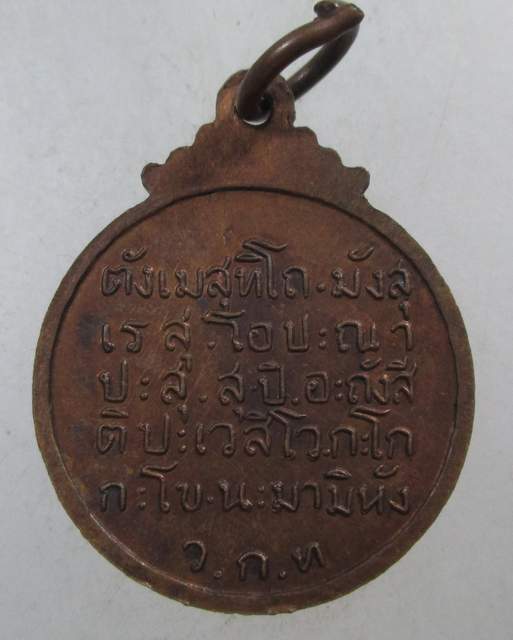 ตังเมสุทิโถ.มังสุ
เร สู่.โอปะณา
ปะสุ.สุปิ.อะถังสี
ติปะเวสิโว.กะโก
กะโข.นะมามิหัง
ว.ก.ท